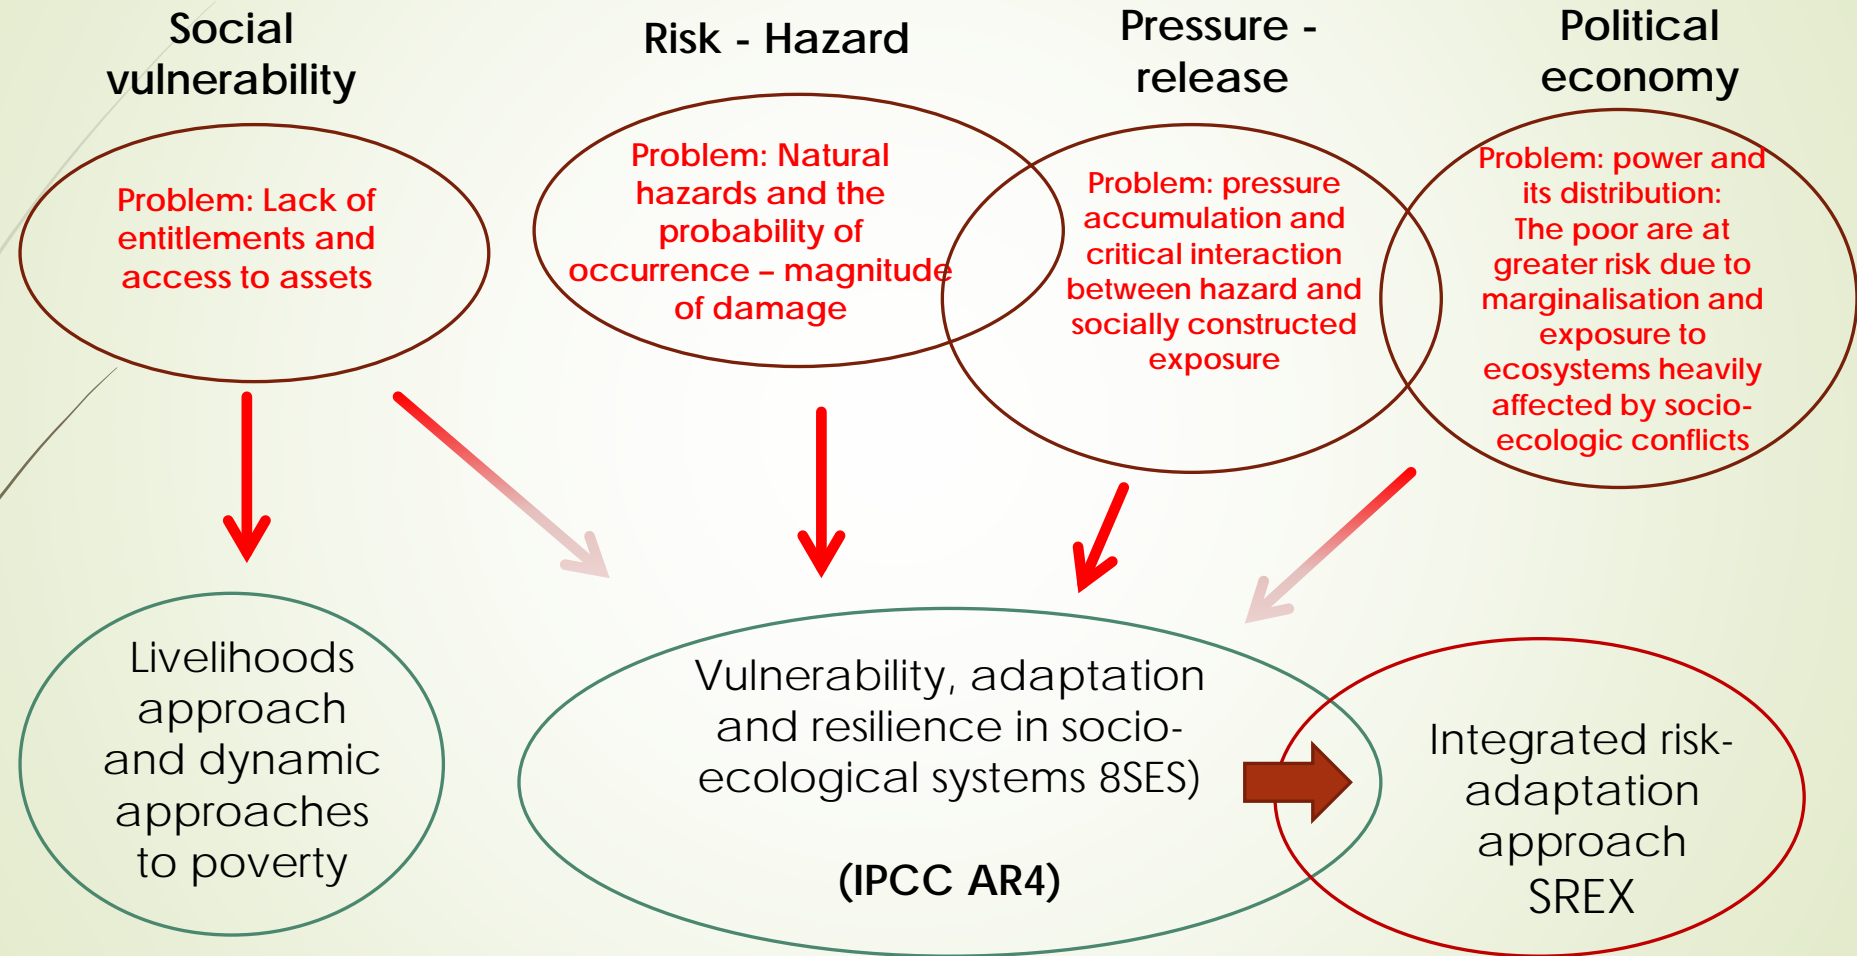 Social
vulnerability
Risk - Hazard
Pressure -
release
Political
economy
Problem: Lack of
entitlements and
access to assets
Problem: Natural
hazards and the
probability of
occurrence – magnitude
of damage
Problem: pressure
accumulation and
critical interaction
between hazard and
socially constructed
exposure
Problem: power and
its distribution:
The poor are at
greater risk due to
marginalisation and
exposure to
ecosystems heavily
affected by socio-
ecologic conflicts
Livelihoods
approach
and dynamic
approaches
to poverty
Vulnerability, adaptation
and resilience in socio-
ecological systems 8SES)
(IPCC AR4)
Integrated risk-
adaptation
approach
SREX